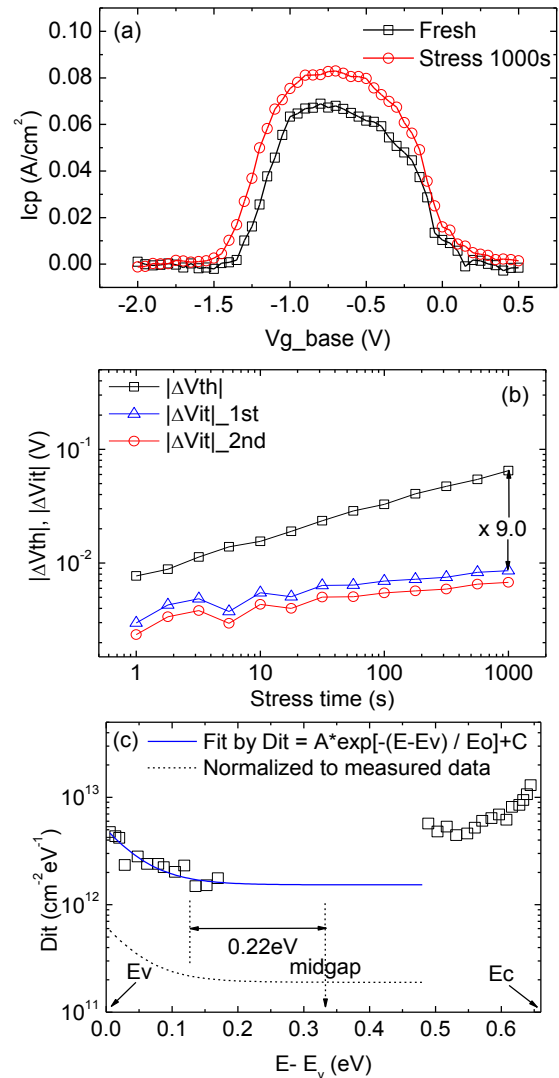 (a)
Fresh
Stress 1000s
0.10
0.08
0.06
0.04
0.02
0.00
Icp (A/cm²)
-2.0 -1.5 -1.0 -0.5 0.0 0.5
Vg_base (V)
(b)
|ΔVth|
|ΔVit|_1st
|ΔVit|_2nd
10⁻¹
10⁻²
|ΔVth|, |ΔVit| (V)
x 9.0
1 10 100 1000
Stress time (s)
(c)
Fit by Dit = A*exp[-(E-Ev) / Eo]+C
Normalized to measured data
10¹³
10¹²
10¹¹
Dit (cm⁻²eV⁻¹)
0.22eV
midgap
Ev
Ec
0.0 0.1 0.2 0.3 0.4 0.5 0.6
E- Eᵥ (eV)